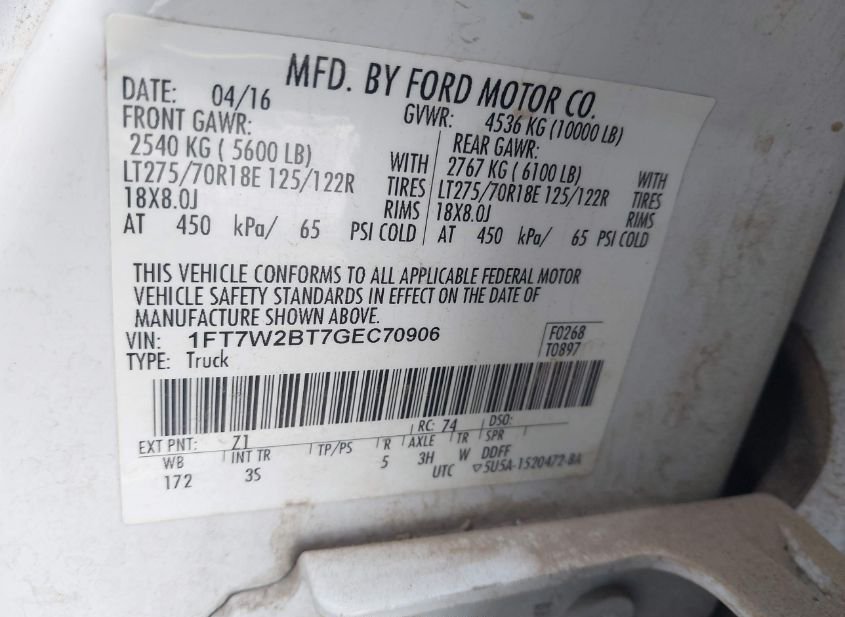 MFD. BY FORD MOTOR CO.
DATE: 04/16 GVWR: 4536 KG (10000 LB)
FRONT GAWR: REAR GAWR:
2540 KG ( 5600 LB) WITH 2767 KG ( 6100 LB) WITH
LT275/70R18E 125/122R TIRES LT275/70R18E 125/122R TIRES
18X8.0J RIMS 18X8.0J RIMS
AT 450 kPa/ 65 PSI COLD AT 450 kPa/ 65 PSI COLD
THIS VEHICLE CONFORMS TO ALL APPLICABLE FEDERAL MOTOR
VEHICLE SAFETY STANDARDS IN EFFECT ON THE DATE OF
MANUFACTURE SHOWN ABOVE.
VIN: 1FT7W2BT7GEC70906 F0268
TYPE: Truck T0897
EXT PNT: Z1 RC: 74 DSO:
WB INT TR TP/PS R AXLE TR SPR
172 3S 5 3H W DDFF
UTC ▽5U5A-1520472-BA